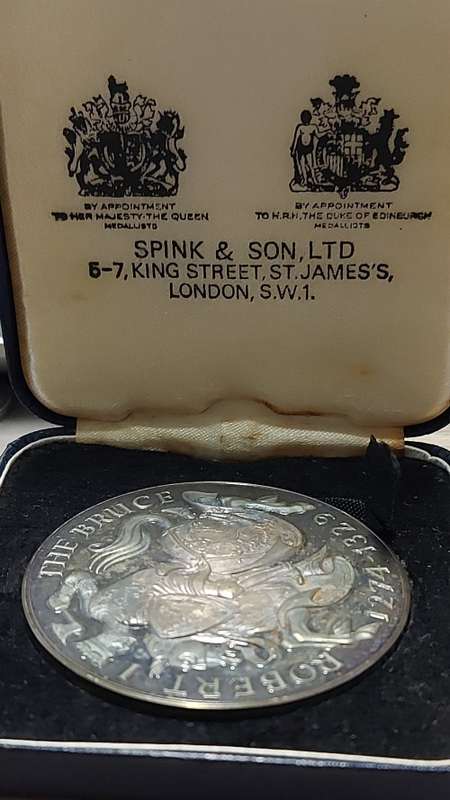 BY APPOINTMENT
TO HER MAJESTY·THE QUEEN
MEDALLISTS
BY APPOINTMENT
TO H.R.H, THE DUKE OF EDINBURGH
MEDALLISTS
SPINK & SON, LTD
5-7, KING STREET, ST. JAMES'S,
LONDON, S.W.1.
ROBERT I THE BRUCE 1274-1329